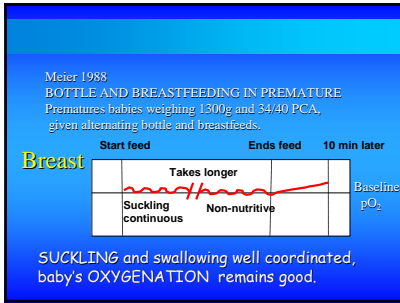 Meier 1988
BOTTLE AND BREASTFEEDING IN PREMATURE
Prematures babies weighing 1300g and 34/40 PCA,
given alternating bottle and breastfeeds.
Start feed Ends feed 10 min later
Breast
Takes longer
Baseline
Suckling Non-nutritive pO₂
continuous
SUCKLING and swallowing well coordinated,
baby's OXYGENATION remains good.